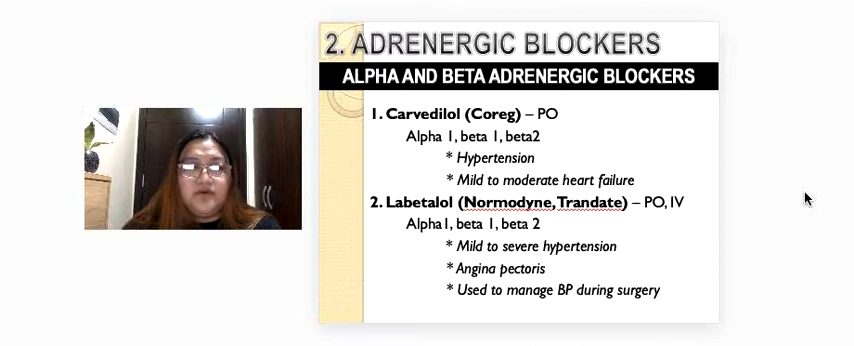 2. ADRENERGIC BLOCKERS
ALPHA AND BETA ADRENERGIC BLOCKERS
1. Carvedilol (Coreg) – PO
Alpha 1, beta 1, beta2
* Hypertension
* Mild to moderate heart failure
2. Labetalol (Normodyne, Trandate) – PO, IV
Alpha1, beta 1, beta 2
* Mild to severe hypertension
* Angina pectoris
* Used to manage BP during surgery